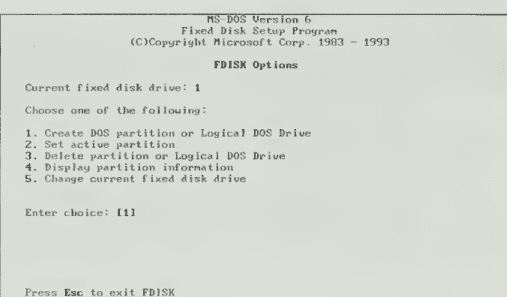 MS-DOS Version 6
Fixed Disk Setup Program
(C)Copyright Microsoft Corp. 1983 - 1993
FDISK Options
Current fixed disk drive: 1
Choose one of the following:
1. Create DOS partition or Logical DOS Drive
2. Set active partition
3. Delete partition or Logical DOS Drive
4. Display partition information
5. Change current fixed disk drive
Enter choice: [1]
Press Esc to exit FDISK